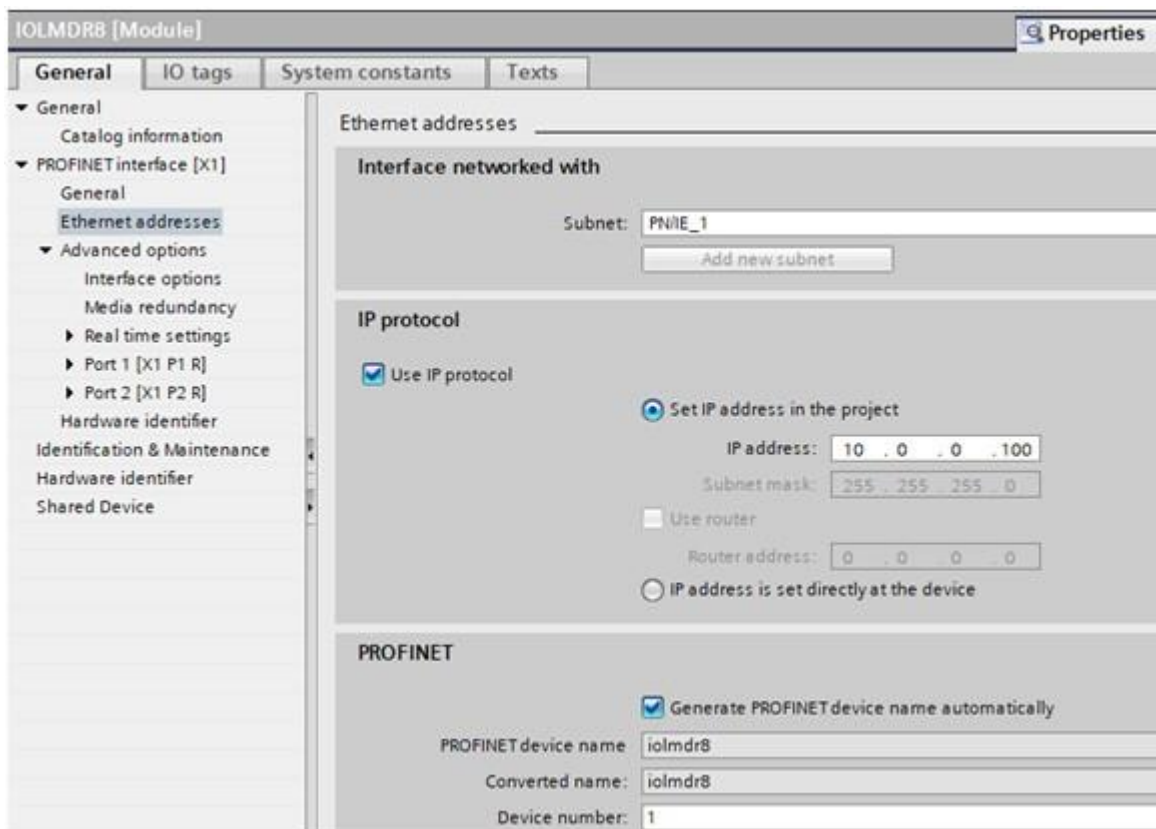 IOLMDR8 [Module]
Properties
General
IO tags
System constants
Texts
General
Catalog information
PROFINET interface [X1]
General
Ethernet addresses
Advanced options
Interface options
Media redundancy
Real time settings
Port 1 [X1 P1 R]
Port 2 [X1 P2 R]
Hardware identifier
Identification & Maintenance
Hardware identifier
Shared Device
Ethernet addresses
Interface networked with
Subnet: PN/IE_1
Add new subnet
IP protocol
Use IP protocol
Set IP address in the project
IP address: 10 . 0 . 0 . 100
Subnet mask: 255 . 255 . 255 . 0
Use router
Router address: 0 . 0 . 0 . 0
IP address is set directly at the device
PROFINET
Generate PROFINET device name automatically
PROFINET device name iolmdr8
Converted name: iolmdr8
Device number: 1